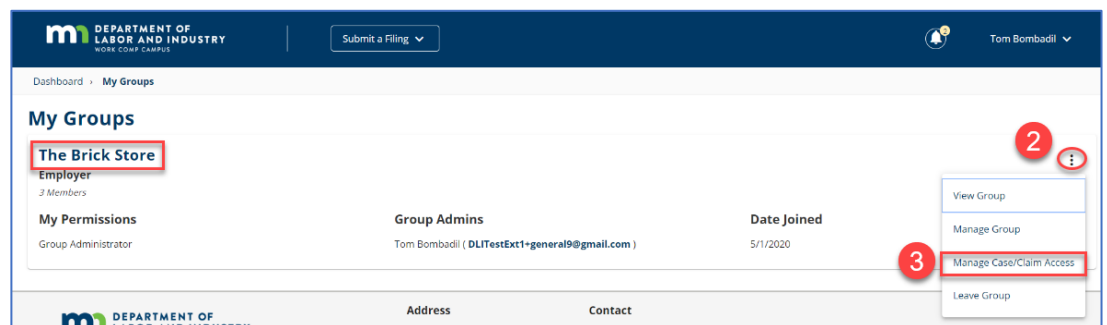 DEPARTMENT OF
LABOR AND INDUSTRY
WORK COMP CAMPUS
Submit a Filing
2
Tom Bombadil
Dashboard › My Groups
My Groups
2
The Brick Store
Employer
3 Members
View Group
My Permissions Group Admins Date Joined
Manage Group
Group Administrator Tom Bombadil ( DLITestExt1+general9@gmail.com ) 5/1/2020
3 Manage Case/Claim Access
Leave Group
Address Contact
DEPARTMENT OF
LABOR AND INDUSTRY